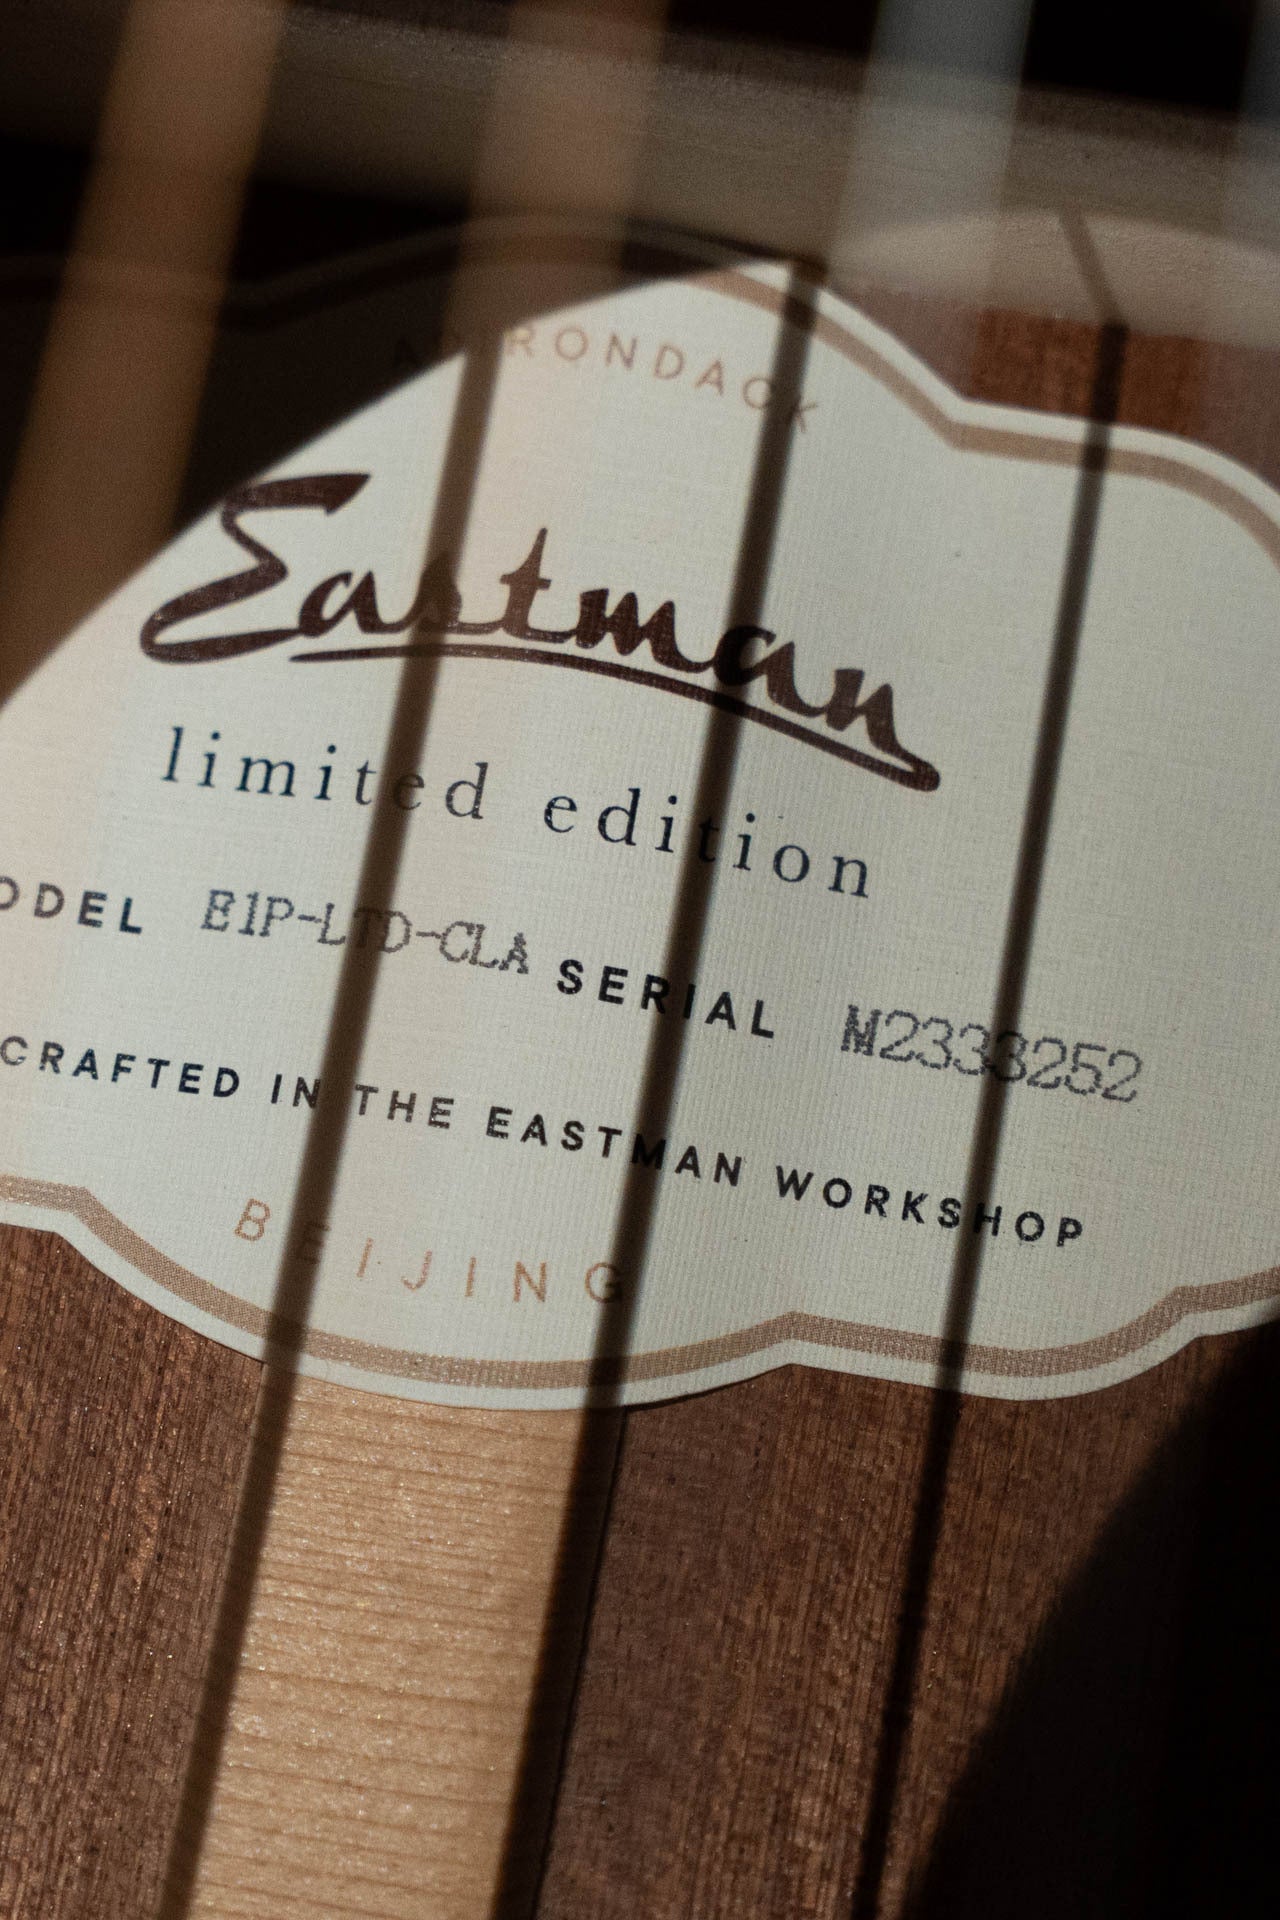 ADIRONDACK
Eastman
limited edition
ODEL E1P-LTD-CLA SERIAL M2333252
CRAFTED IN THE EASTMAN WORKSHOP
BEIJING